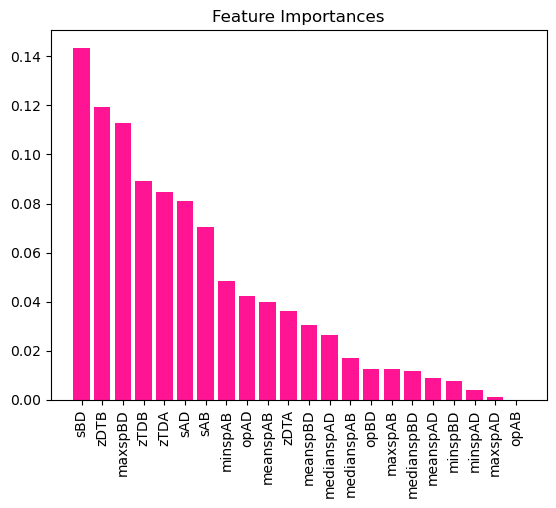 Feature Importances
0.14
0.12
0.10
0.08
0.06
0.04
0.02
0.00
sBD
zDTB
maxspBD
zTDB
zTDA
sAD
sAB
minspAB
opAD
meanspAB
zDTA
meanspBD
medianspAD
medianspAB
opBD
maxspAB
medianspBD
meanspAD
minspBD
minspAD
maxspAD
opAB